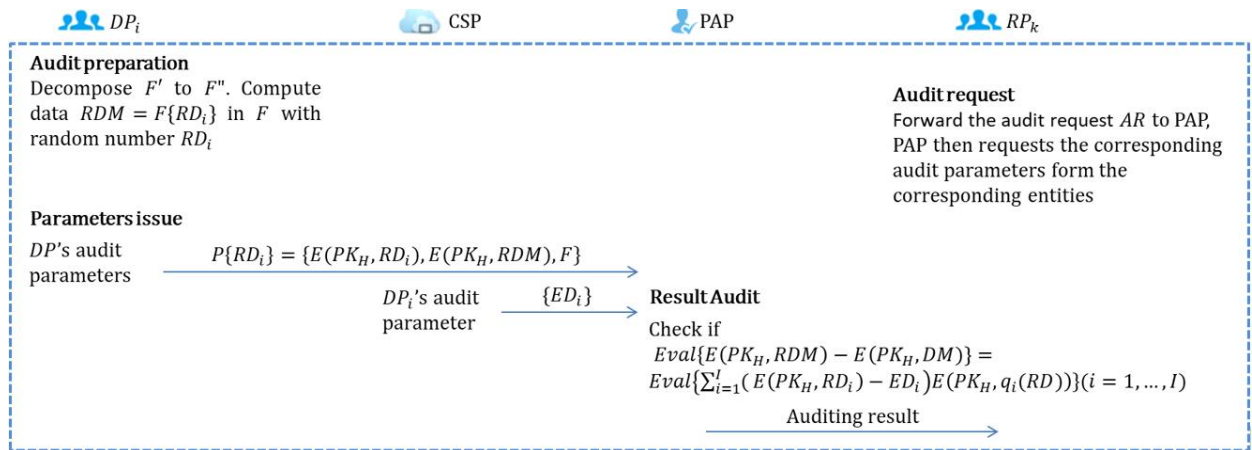 DP_i
CSP
PAP
RP_k
Audit preparation
Decompose F' to F". Compute
data RDM = F{RD_i} in F with
random number RD_i
Audit request
Forward the audit request AR to PAP,
PAP then requests the corresponding
audit parameters form the
corresponding entities
Parameters issue
DP's audit
parameters
P{RD_i} = {E(PK_H, RD_i), E(PK_H, RDM), F}
DP_i's audit
parameter
{ED_i}
Result Audit
Check if
Eval{E(PK_H, RDM) − E(PK_H, DM)} =
Eval{∑_{i=1}^{I}( E(PK_H, RD_i) − ED_i)E(PK_H, q_i(RD))}(i = 1, ... , I)
Auditing result